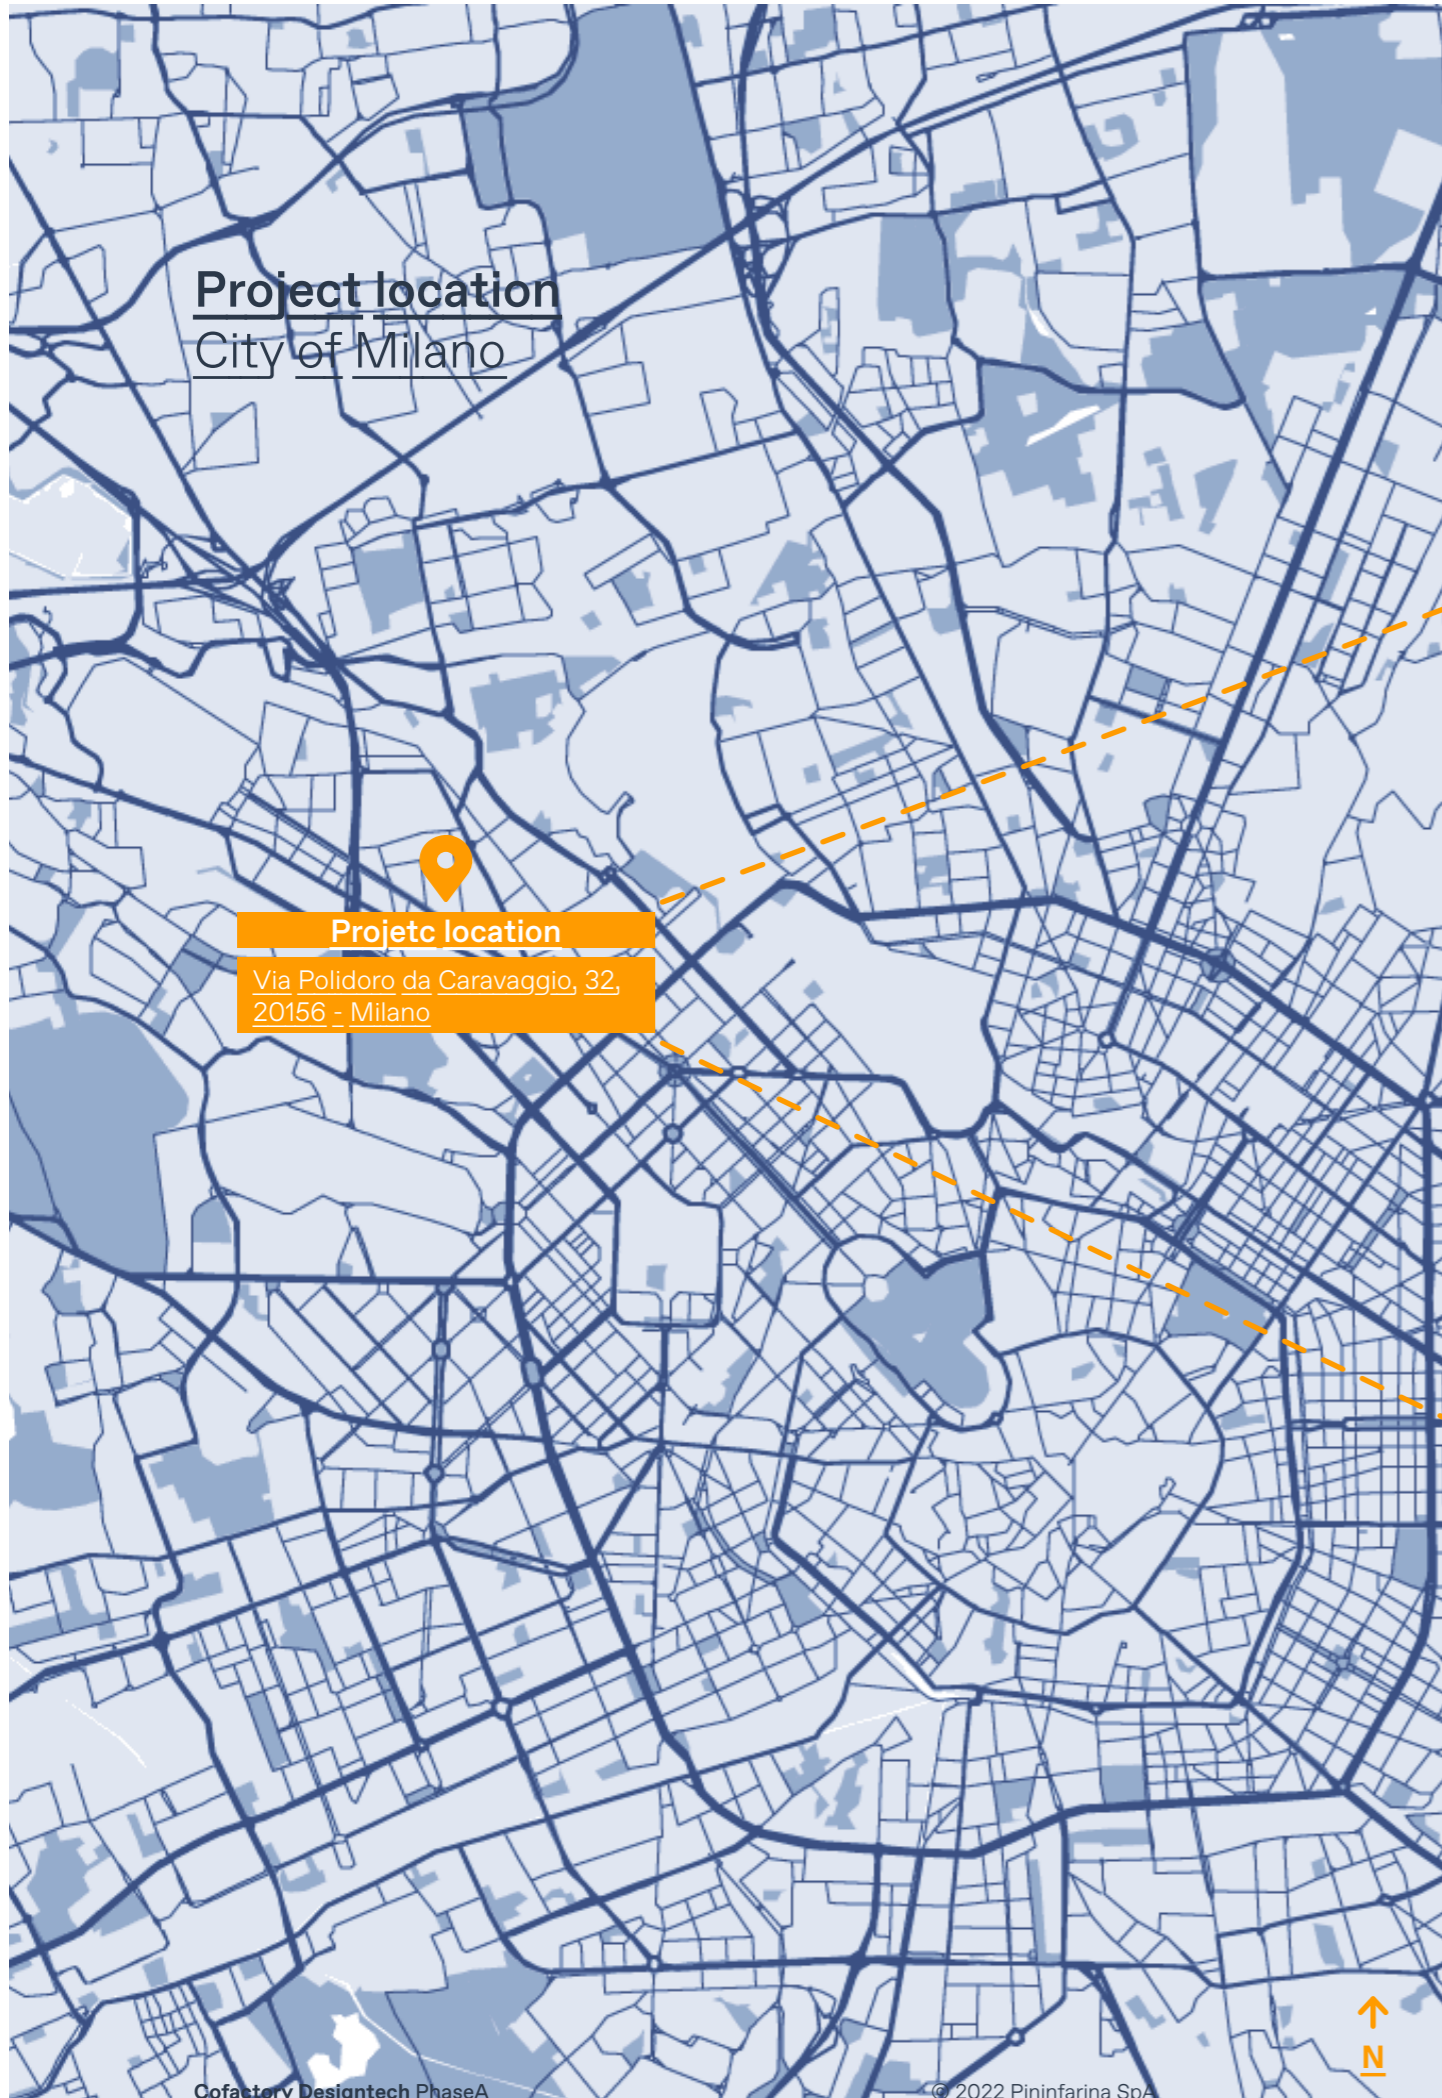 Project location
City of Milano
Projetc location
Via Polidoro da Caravaggio, 32,
20156 - Milano
N
Cofactory Designtech PhaseA
© 2022 Pininfarina SpA